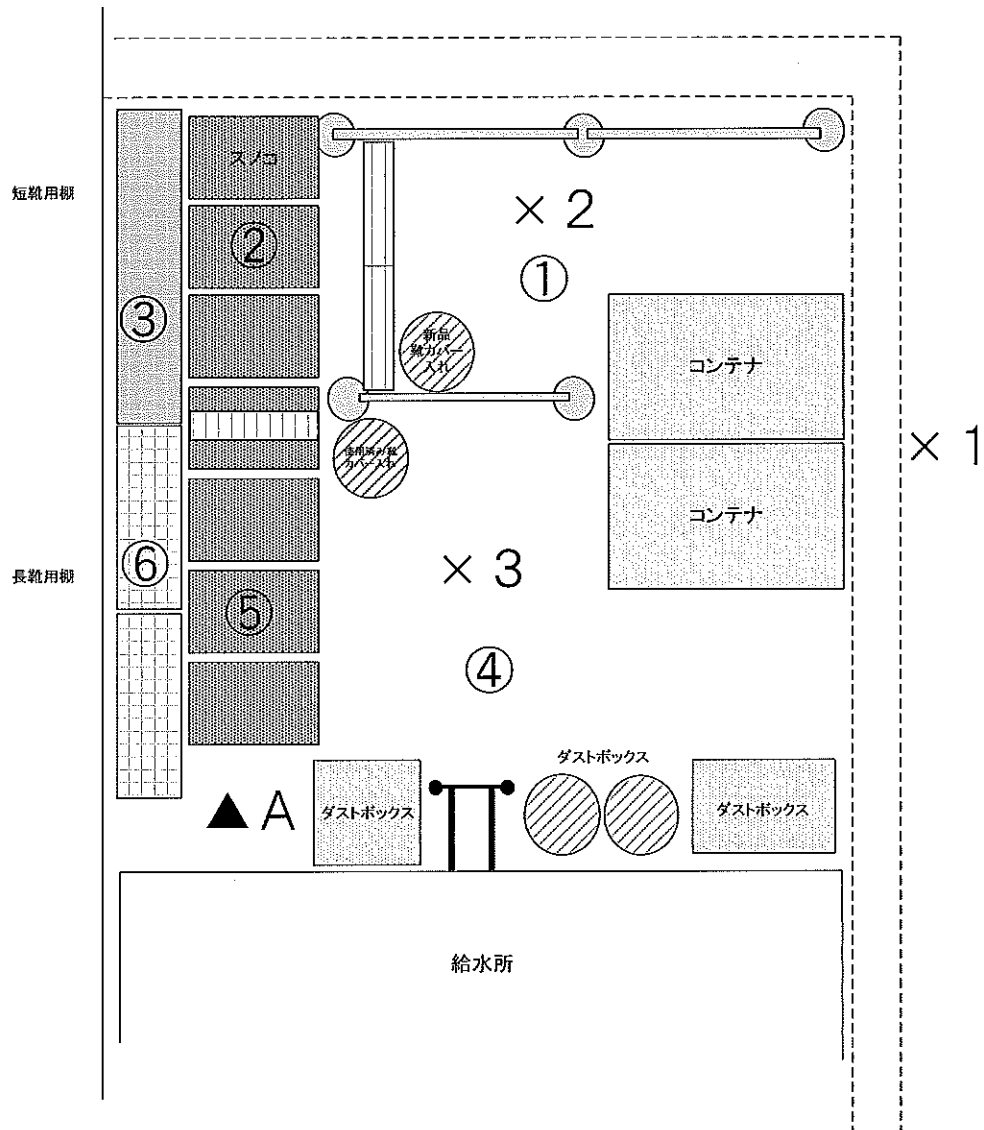 スノコ
短靴用棚
×2
②
①
③
新品
靴カバー
入れ
コンテナ
×1
使用済み靴
カバー入れ
コンテナ
⑥
×3
長靴用棚
⑤
④
ダストボックス
▲A
ダストボックス
ダストボックス
給水所